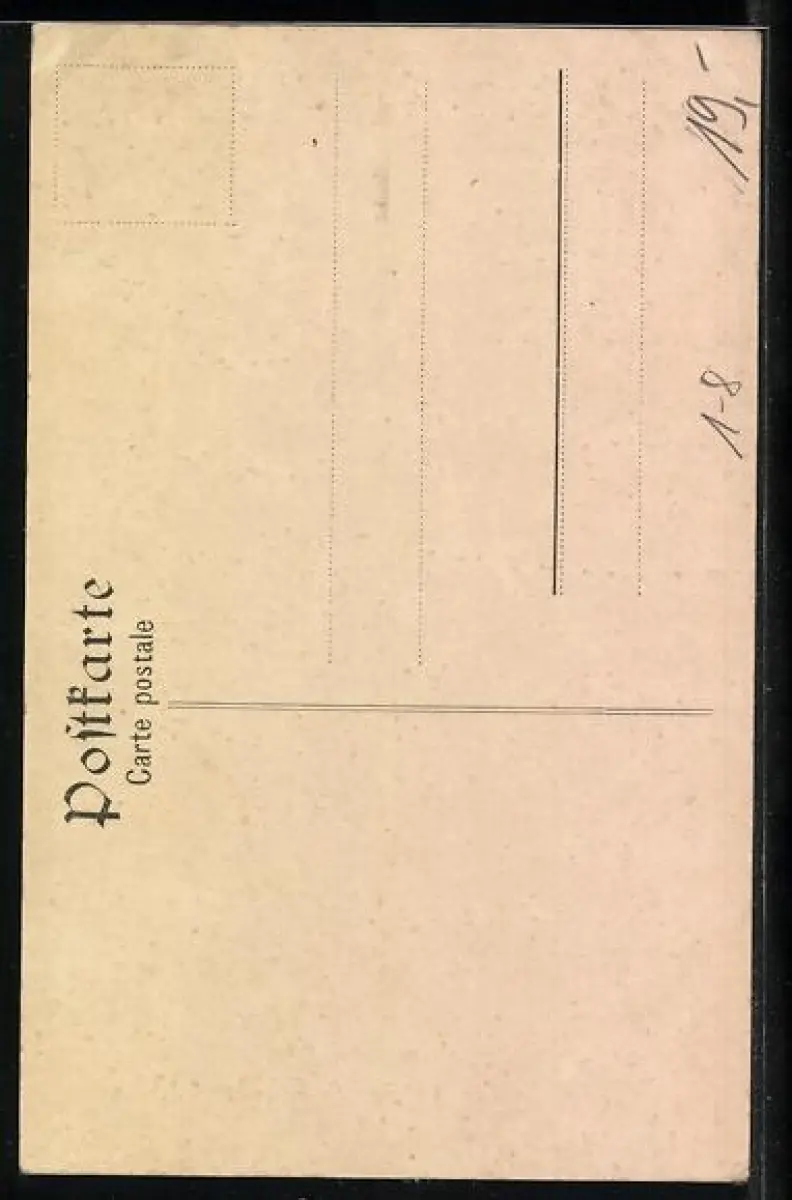 Postkarte
Carte postale
19,-
1-8